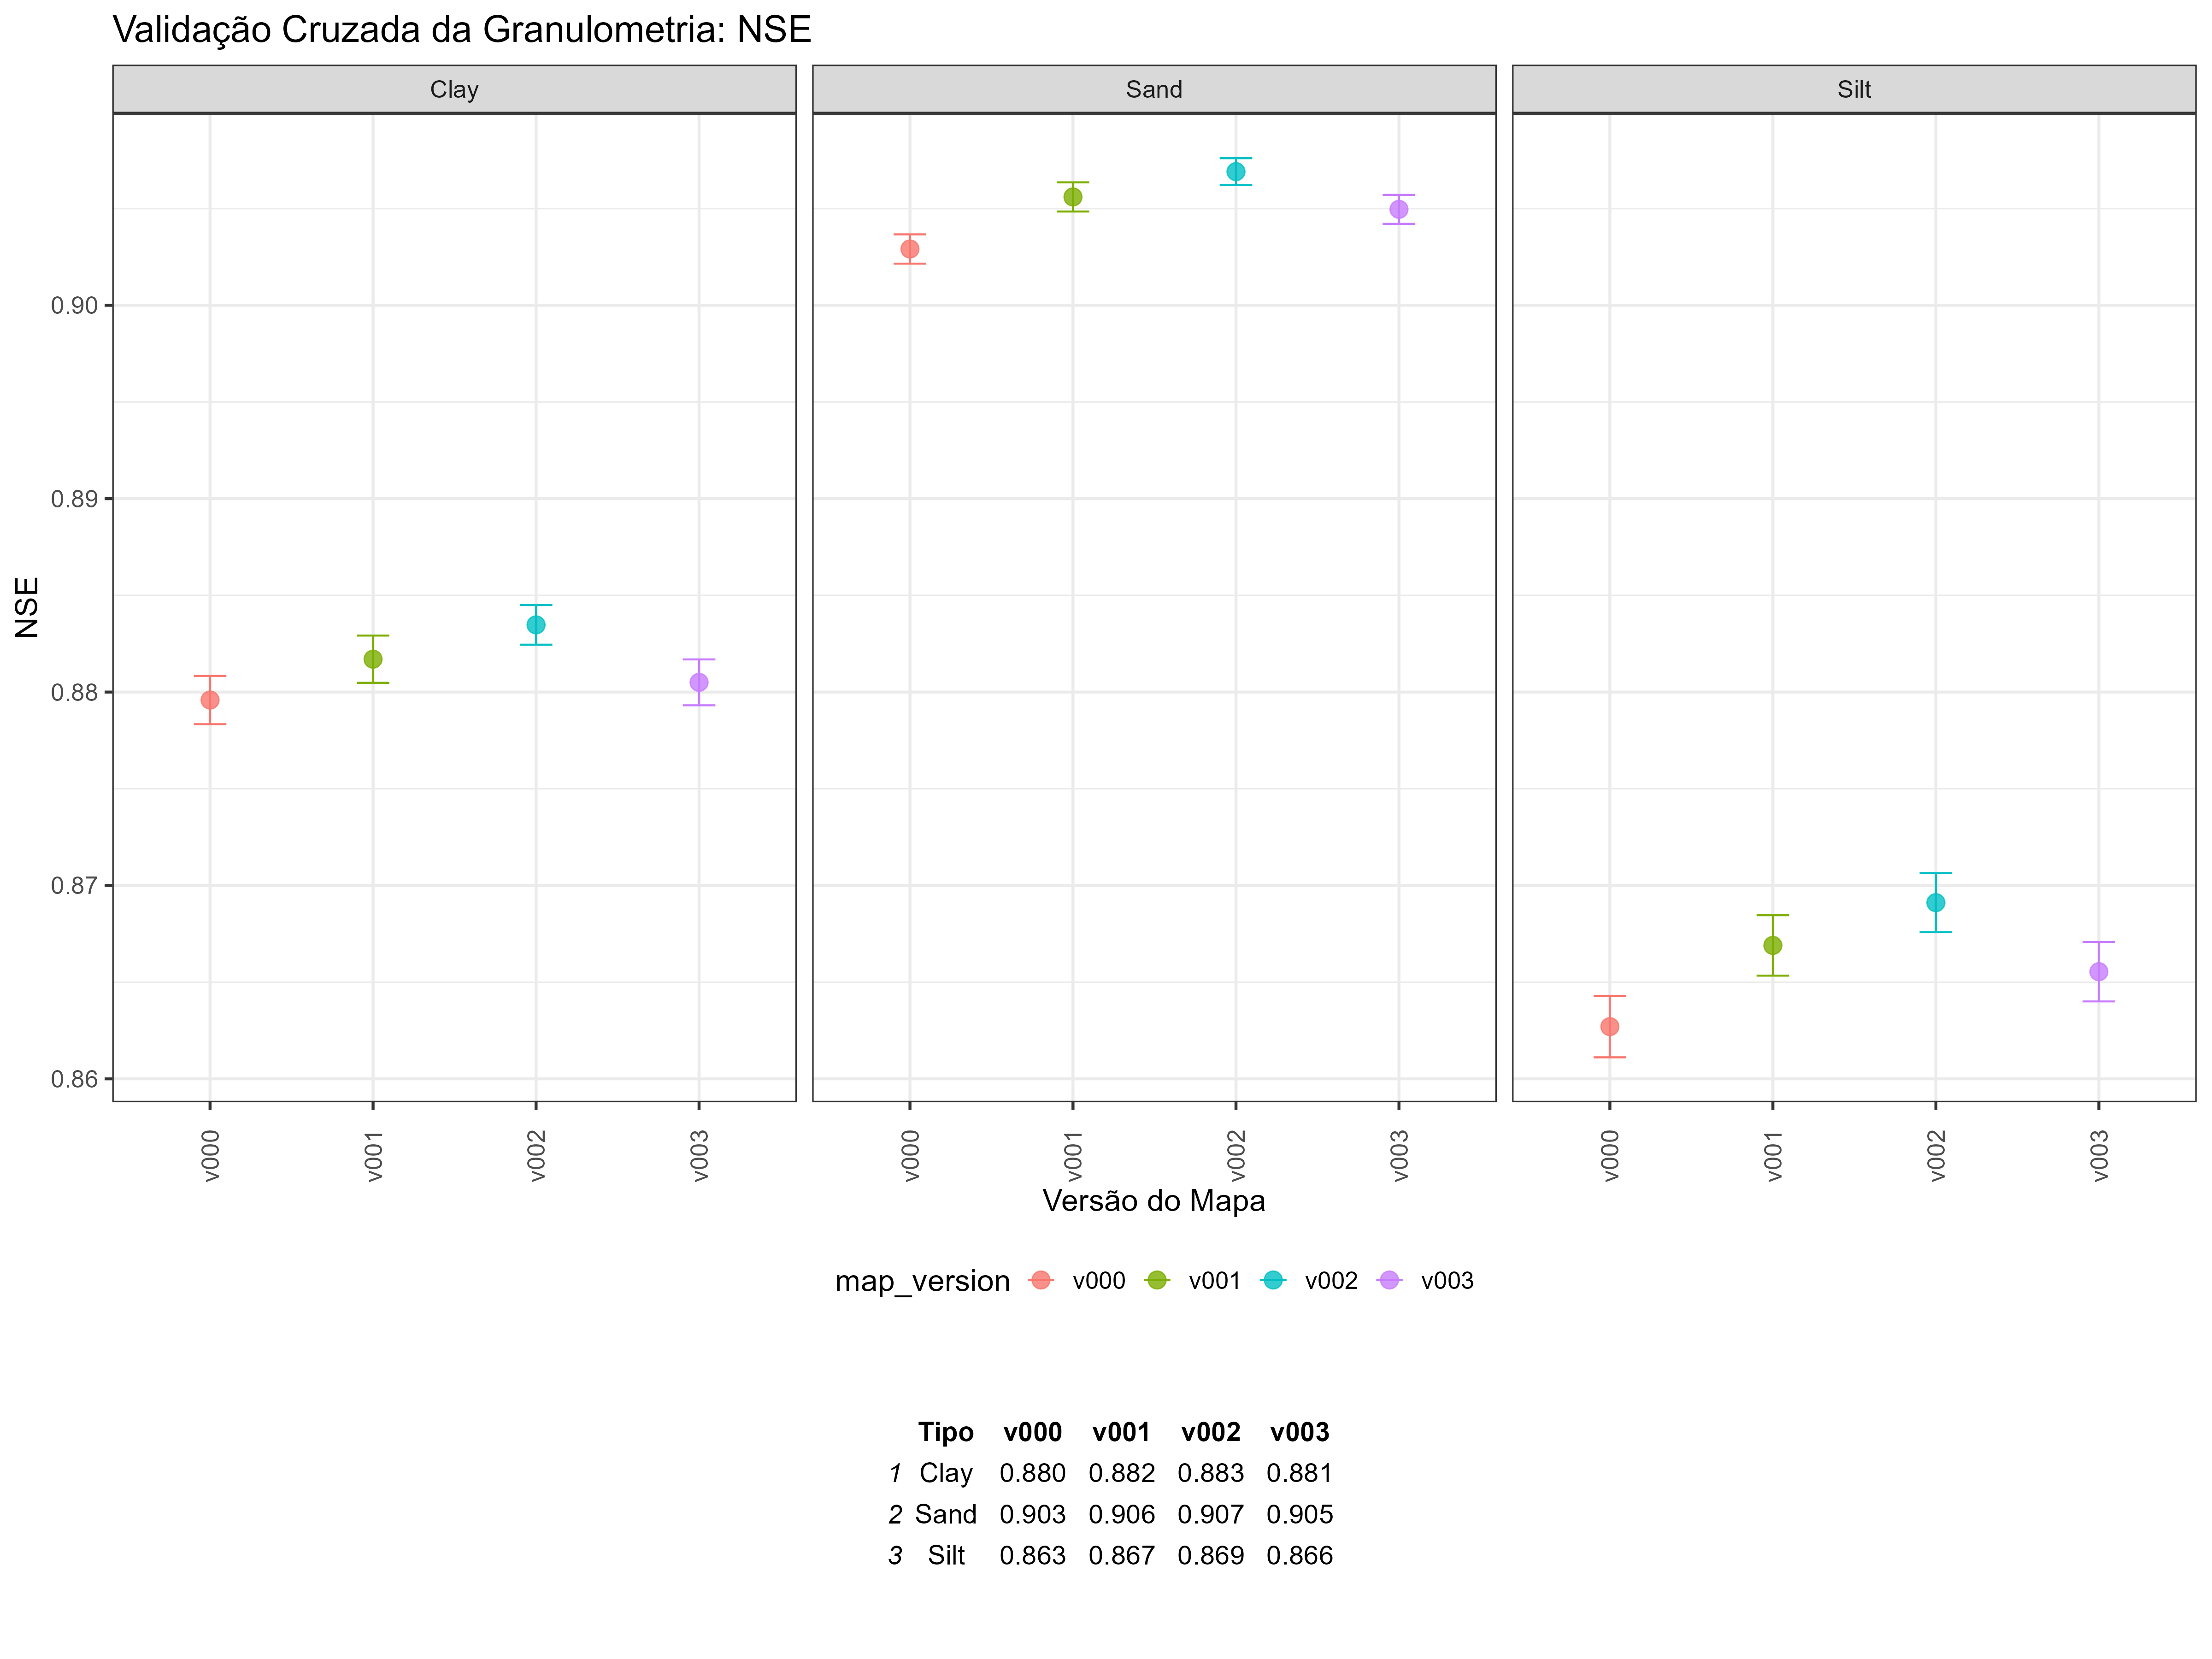 Validação Cruzada da Granulometria: NSE
Clay
Sand
Silt
NSE
0.90
0.89
0.88
0.87
0.86
v000 v001 v002 v003
v000 v001 v002 v003
v000 v001 v002 v003
Versão do Mapa
map_version v000 v001 v002 v003
Tipo v000 v001 v002 v003
1 Clay 0.880 0.882 0.883 0.881
2 Sand 0.903 0.906 0.907 0.905
3 Silt 0.863 0.867 0.869 0.866